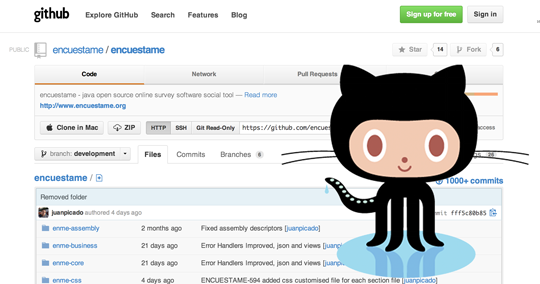 github Explore GitHub Search Features Blog Sign up for free Sign in
PUBLIC encuestame / encuestame Star 14 Fork 6
Code Network Pull Requests
encuestame - java open source online survey software social tool — Read more
http://www.encuestame.org
Clone in Mac ZIP HTTP SSH Git Read-Only https://github.com/encues access
branch: development Files Commits Branches 6 26
encuestame / 1000+ commits
Removed folder
juanpicado authored 4 days ago commit fff5c80b85
enme-assembly 2 months ago Fixed assembly descriptors [juanpicado]
enme-business 21 days ago Error Handlers Improved, json and views [juanpicado]
enme-core 21 days ago Error Handlers Improved, json and views [juanpicado]
enme-css 4 days ago ENCUESTAME-594 added css customised file for each section file [juanpicado]